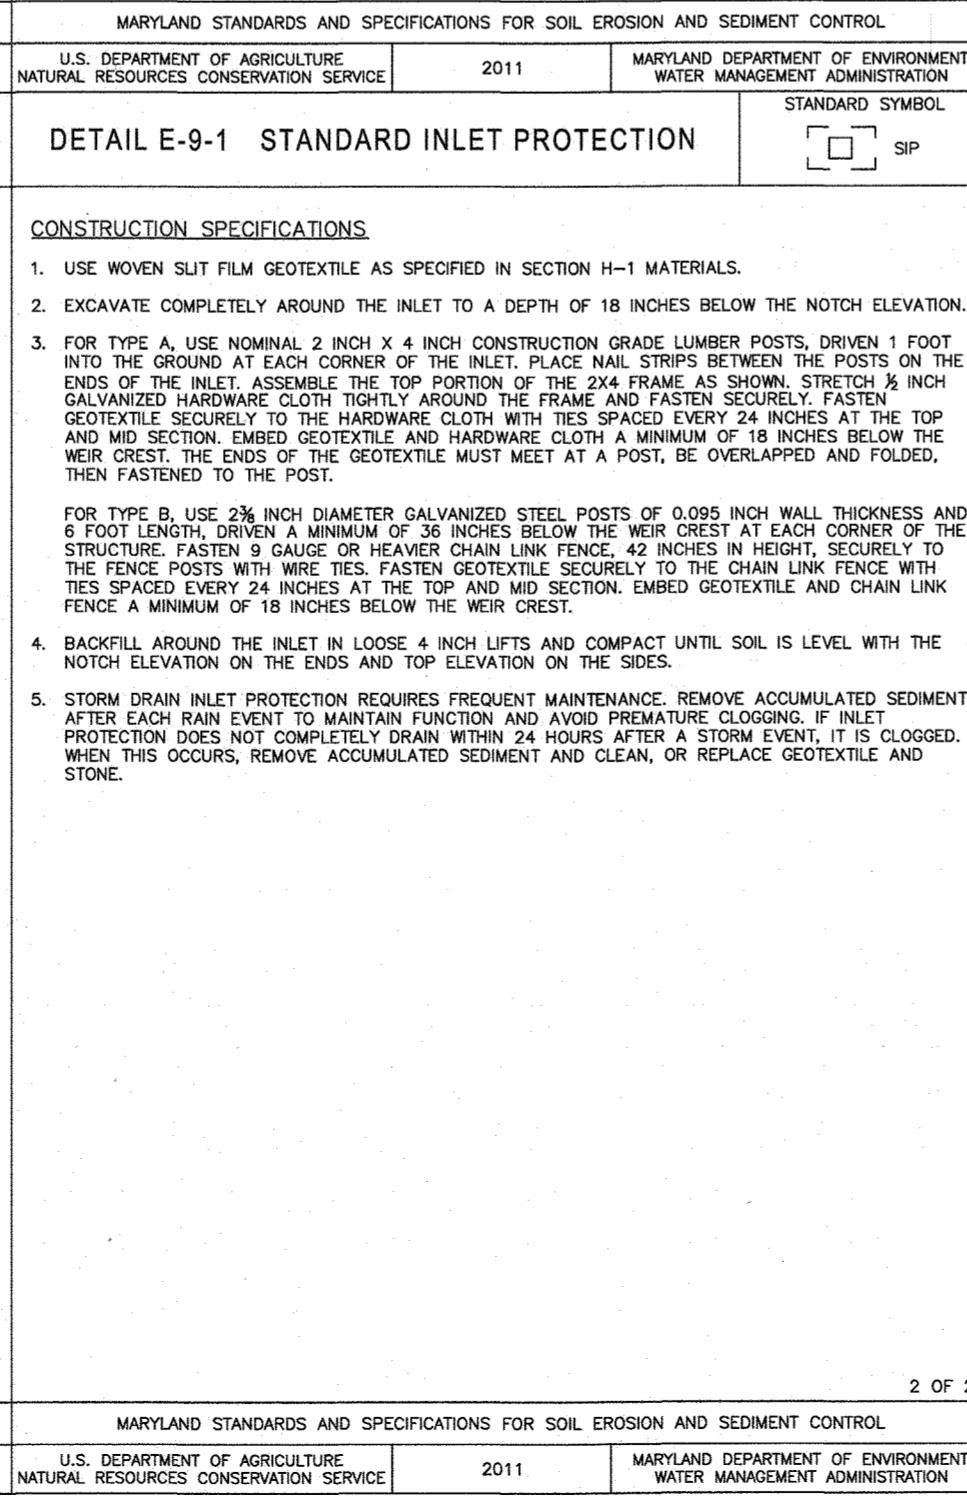 MARYLAND STANDARDS AND SPECIFICATIONS FOR SOIL EROSION AND SEDIMENT CONTROL
U.S. DEPARTMENT OF AGRICULTURE
NATURAL RESOURCES CONSERVATION SERVICE
2011
MARYLAND DEPARTMENT OF ENVIRONMENT
WATER MANAGEMENT ADMINISTRATION
DETAIL E-9-1 STANDARD INLET PROTECTION
STANDARD SYMBOL
SIP
CONSTRUCTION SPECIFICATIONS
1. USE WOVEN SLIT FILM GEOTEXTILE AS SPECIFIED IN SECTION H-1 MATERIALS.
2. EXCAVATE COMPLETELY AROUND THE INLET TO A DEPTH OF 18 INCHES BELOW THE NOTCH ELEVATION.
3. FOR TYPE A, USE NOMINAL 2 INCH X 4 INCH CONSTRUCTION GRADE LUMBER POSTS, DRIVEN 1 FOOT
INTO THE GROUND AT EACH CORNER OF THE INLET. PLACE NAIL STRIPS BETWEEN THE POSTS ON THE
ENDS OF THE INLET. ASSEMBLE THE TOP PORTION OF THE 2X4 FRAME AS SHOWN. STRETCH ½ INCH
GALVANIZED HARDWARE CLOTH TIGHTLY AROUND THE FRAME AND FASTEN SECURELY. FASTEN
GEOTEXTILE SECURELY TO THE HARDWARE CLOTH WITH TIES SPACED EVERY 24 INCHES AT THE TOP
AND MID SECTION. EMBED GEOTEXTILE AND HARDWARE CLOTH A MINIMUM OF 18 INCHES BELOW THE
WEIR CREST. THE ENDS OF THE GEOTEXTILE MUST MEET AT A POST, BE OVERLAPPED AND FOLDED,
THEN FASTENED TO THE POST.
FOR TYPE B, USE 2⅜ INCH DIAMETER GALVANIZED STEEL POSTS OF 0.095 INCH WALL THICKNESS AND
6 FOOT LENGTH, DRIVEN A MINIMUM OF 36 INCHES BELOW THE WEIR CREST AT EACH CORNER OF THE
STRUCTURE. FASTEN 9 GAUGE OR HEAVIER CHAIN LINK FENCE, 42 INCHES IN HEIGHT, SECURELY TO
THE FENCE POSTS WITH WIRE TIES. FASTEN GEOTEXTILE SECURELY TO THE CHAIN LINK FENCE WITH
TIES SPACED EVERY 24 INCHES AT THE TOP AND MID SECTION. EMBED GEOTEXTILE AND CHAIN LINK
FENCE A MINIMUM OF 18 INCHES BELOW THE WEIR CREST.
4. BACKFILL AROUND THE INLET IN LOOSE 4 INCH LIFTS AND COMPACT UNTIL SOIL IS LEVEL WITH THE
NOTCH ELEVATION ON THE ENDS AND TOP ELEVATION ON THE SIDES.
5. STORM DRAIN INLET PROTECTION REQUIRES FREQUENT MAINTENANCE. REMOVE ACCUMULATED SEDIMENT
AFTER EACH RAIN EVENT TO MAINTAIN FUNCTION AND AVOID PREMATURE CLOGGING. IF INLET
PROTECTION DOES NOT COMPLETELY DRAIN WITHIN 24 HOURS AFTER A STORM EVENT, IT IS CLOGGED.
WHEN THIS OCCURS, REMOVE ACCUMULATED SEDIMENT AND CLEAN, OR REPLACE GEOTEXTILE AND
STONE.
2 OF 2
MARYLAND STANDARDS AND SPECIFICATIONS FOR SOIL EROSION AND SEDIMENT CONTROL
U.S. DEPARTMENT OF AGRICULTURE
NATURAL RESOURCES CONSERVATION SERVICE
2011
MARYLAND DEPARTMENT OF ENVIRONMENT
WATER MANAGEMENT ADMINISTRATION